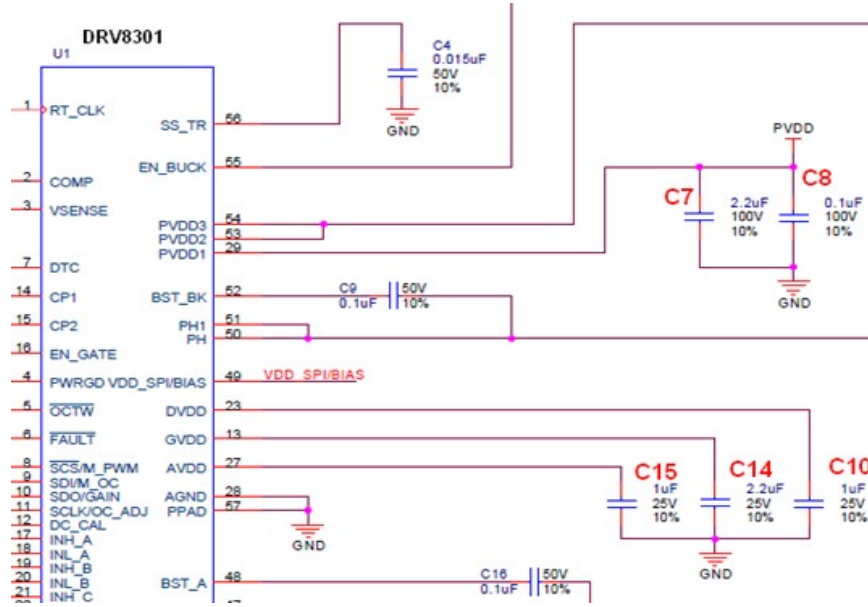 DRV8301
U1
C4
0.015uF
50V
10%
GND
1 RT_CLK
SS_TR 56
EN_BUCK 55
2 COMP
3 VSENSE
PVDD3 54
PVDD2 53
PVDD1 29
7 DTC
14 CP1
BST_BK 52
15 CP2
PH1 51
PH 50
16 EN_GATE
4 PWRGD VDD_SPI/BIAS 49 VDD_SPI/BIAS
5 OCTW
DVDD 23
6 FAULT
GVDD 13
8 SCS/M_PWM
AVDD 27
9 SDI/M_OC
10 SDO/GAIN
AGND 28
11 SCLK/OC_ADJ
PPAD 57
12 DC_CAL
17 INH_A
18 INL_A
19 INH_B
20 INL_B
BST_A 48
21 INH_C
22
47
PVDD
C7
2.2uF
100V
10%
C8
0.1uF
100V
10%
GND
C9
0.1uF
50V
10%
C15
1uF
25V
10%
C14
2.2uF
25V
10%
C10
1uF
25V
10%
GND
GND
C16
0.1uF
50V
10%